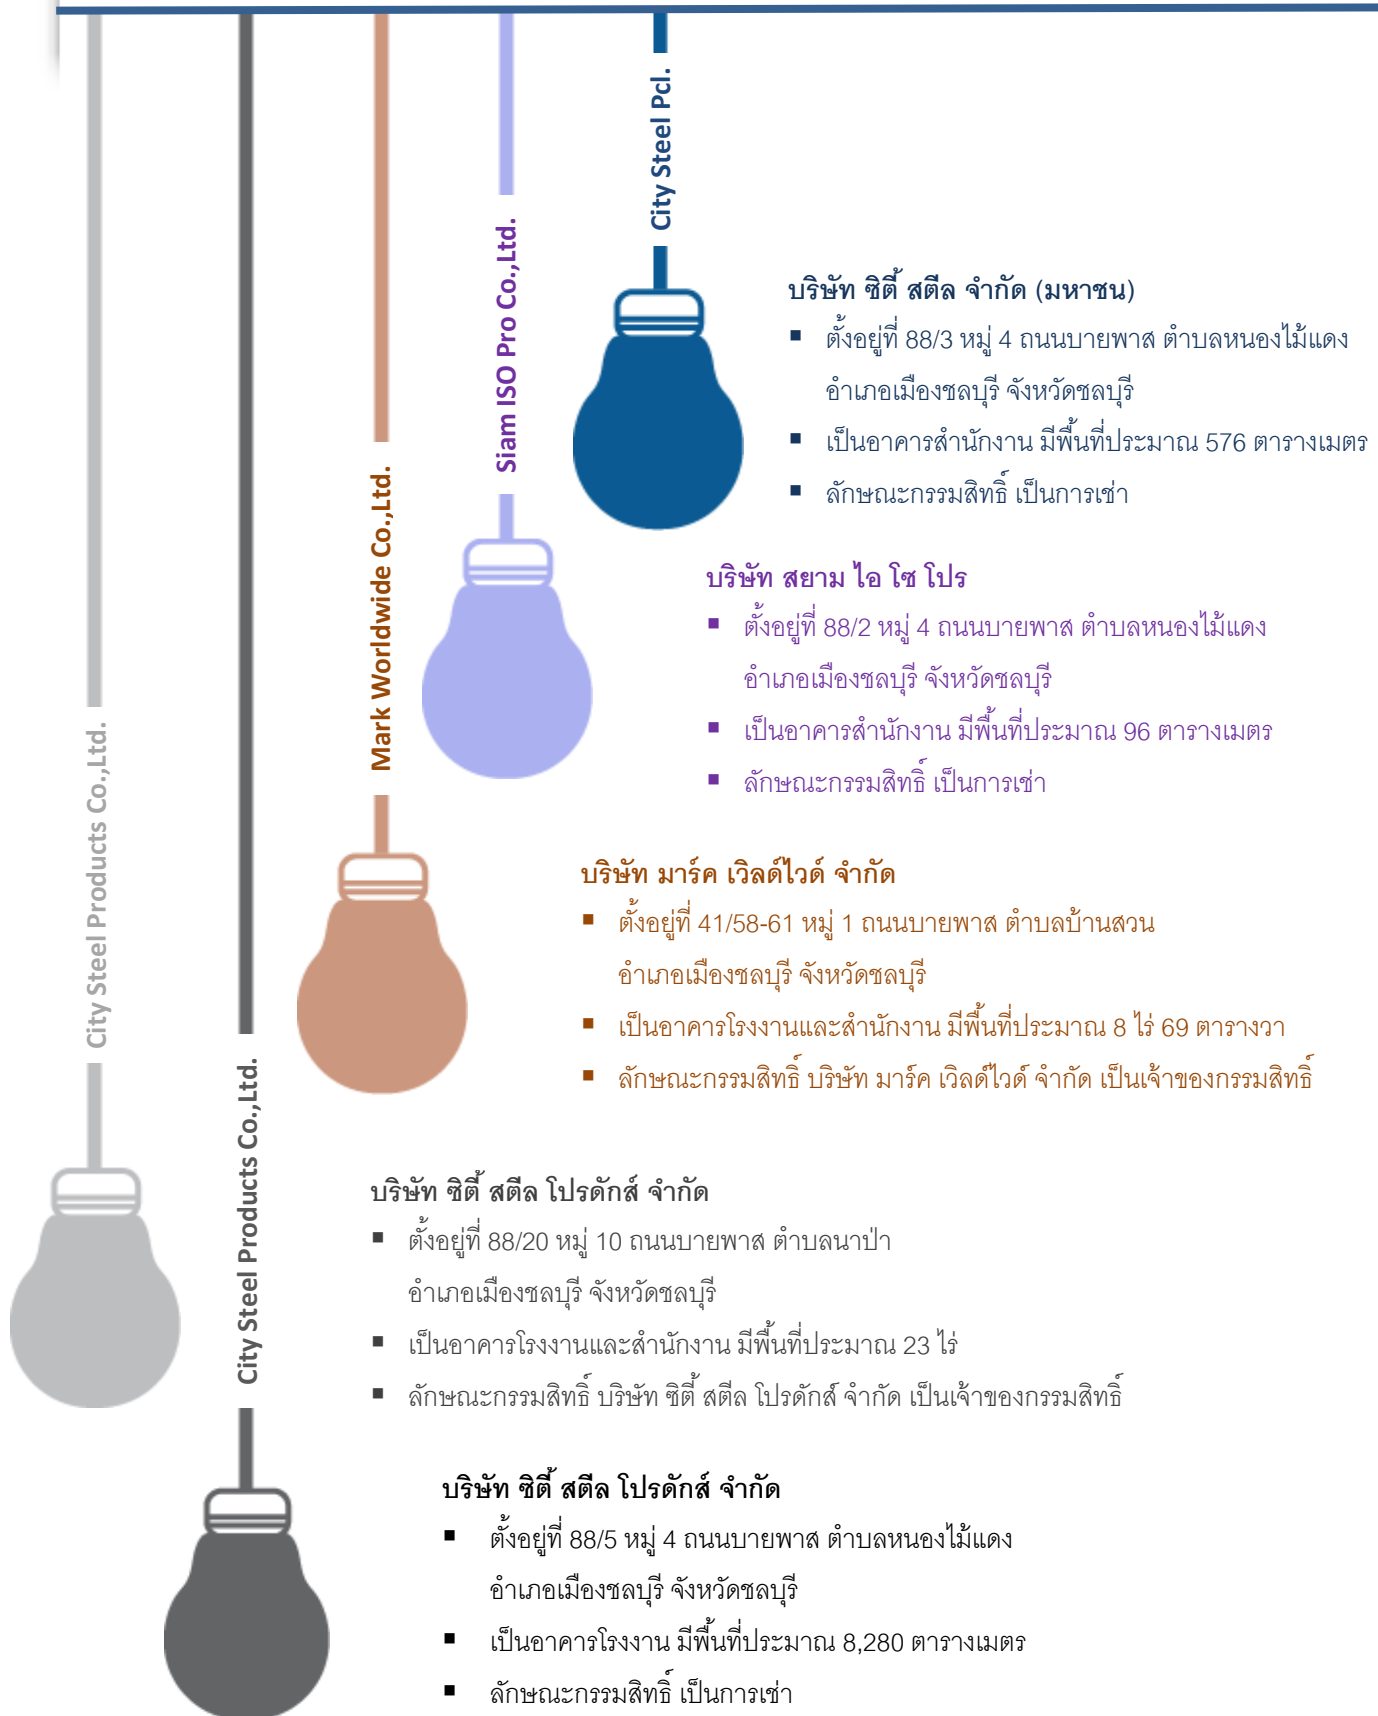 City Steel Pcl.
Siam ISO Pro Co.,Ltd.
Mark Worldwide Co.,Ltd.
City Steel Products Co.,Ltd.
City Steel Products Co.,Ltd.
บริษัท ซิตี้ สตีล จำกัด (มหาชน)
▪ ตั้งอยู่ที่ 88/3 หมู่ 4 ถนนบายพาส ตำบลหนองไม้แดง
อำเภอเมืองชลบุรี จังหวัดชลบุรี
▪ เป็นอาคารสำนักงาน มีพื้นที่ประมาณ 576 ตารางเมตร
▪ ลักษณะกรรมสิทธิ์ เป็นการเช่า
บริษัท สยาม ไอ โซ โปร
▪ ตั้งอยู่ที่ 88/2 หมู่ 4 ถนนบายพาส ตำบลหนองไม้แดง
อำเภอเมืองชลบุรี จังหวัดชลบุรี
▪ เป็นอาคารสำนักงาน มีพื้นที่ประมาณ 96 ตารางเมตร
▪ ลักษณะกรรมสิทธิ์ เป็นการเช่า
บริษัท มาร์ค เวิลด์ไวด์ จำกัด
▪ ตั้งอยู่ที่ 41/58-61 หมู่ 1 ถนนบายพาส ตำบลบ้านสวน
อำเภอเมืองชลบุรี จังหวัดชลบุรี
▪ เป็นอาคารโรงงานและสำนักงาน มีพื้นที่ประมาณ 8 ไร่ 69 ตารางวา
▪ ลักษณะกรรมสิทธิ์ บริษัท มาร์ค เวิลด์ไวด์ จำกัด เป็นเจ้าของกรรมสิทธิ์
บริษัท ซิตี้ สตีล โปรดักส์ จำกัด
▪ ตั้งอยู่ที่ 88/20 หมู่ 10 ถนนบายพาส ตำบลนาป่า
อำเภอเมืองชลบุรี จังหวัดชลบุรี
▪ เป็นอาคารโรงงานและสำนักงาน มีพื้นที่ประมาณ 23 ไร่
▪ ลักษณะกรรมสิทธิ์ บริษัท ซิตี้ สตีล โปรดักส์ จำกัด เป็นเจ้าของกรรมสิทธิ์
บริษัท ซิตี้ สตีล โปรดักส์ จำกัด
▪ ตั้งอยู่ที่ 88/5 หมู่ 4 ถนนบายพาส ตำบลหนองไม้แดง
อำเภอเมืองชลบุรี จังหวัดชลบุรี
▪ เป็นอาคารโรงงาน มีพื้นที่ประมาณ 8,280 ตารางเมตร
▪ ลักษณะกรรมสิทธิ์ เป็นการเช่า